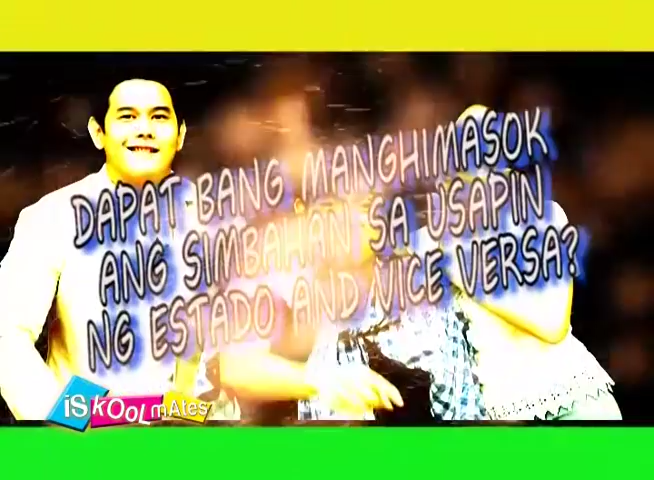 DAPAT BANG MANGHIMASOK
ANG SIMBAHAN SA USAPIN
NG ESTADO AND VICE VERSA?
iSkOOLmAtes